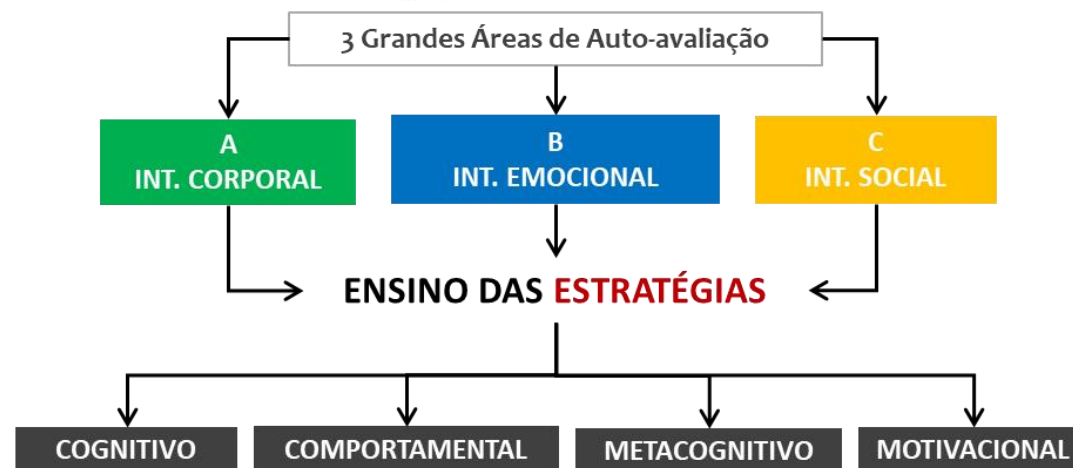 3 Grandes Áreas de Auto-avaliação
A
INT. CORPORAL
B
INT. EMOCIONAL
C
INT. SOCIAL
ENSINO DAS ESTRATÉGIAS
COGNITIVO
COMPORTAMENTAL
METACOGNITIVO
MOTIVACIONAL